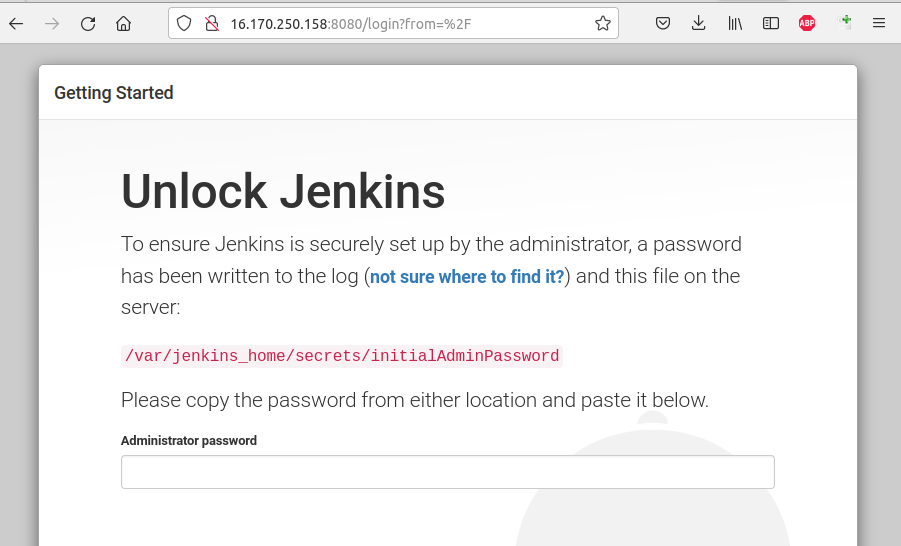 16.170.250.158:8080/login?from=%2F
ABP
Getting Started
Unlock Jenkins
To ensure Jenkins is securely set up by the administrator, a password
has been written to the log (not sure where to find it?) and this file on the
server:
/var/jenkins_home/secrets/initialAdminPassword
Please copy the password from either location and paste it below.
Administrator password